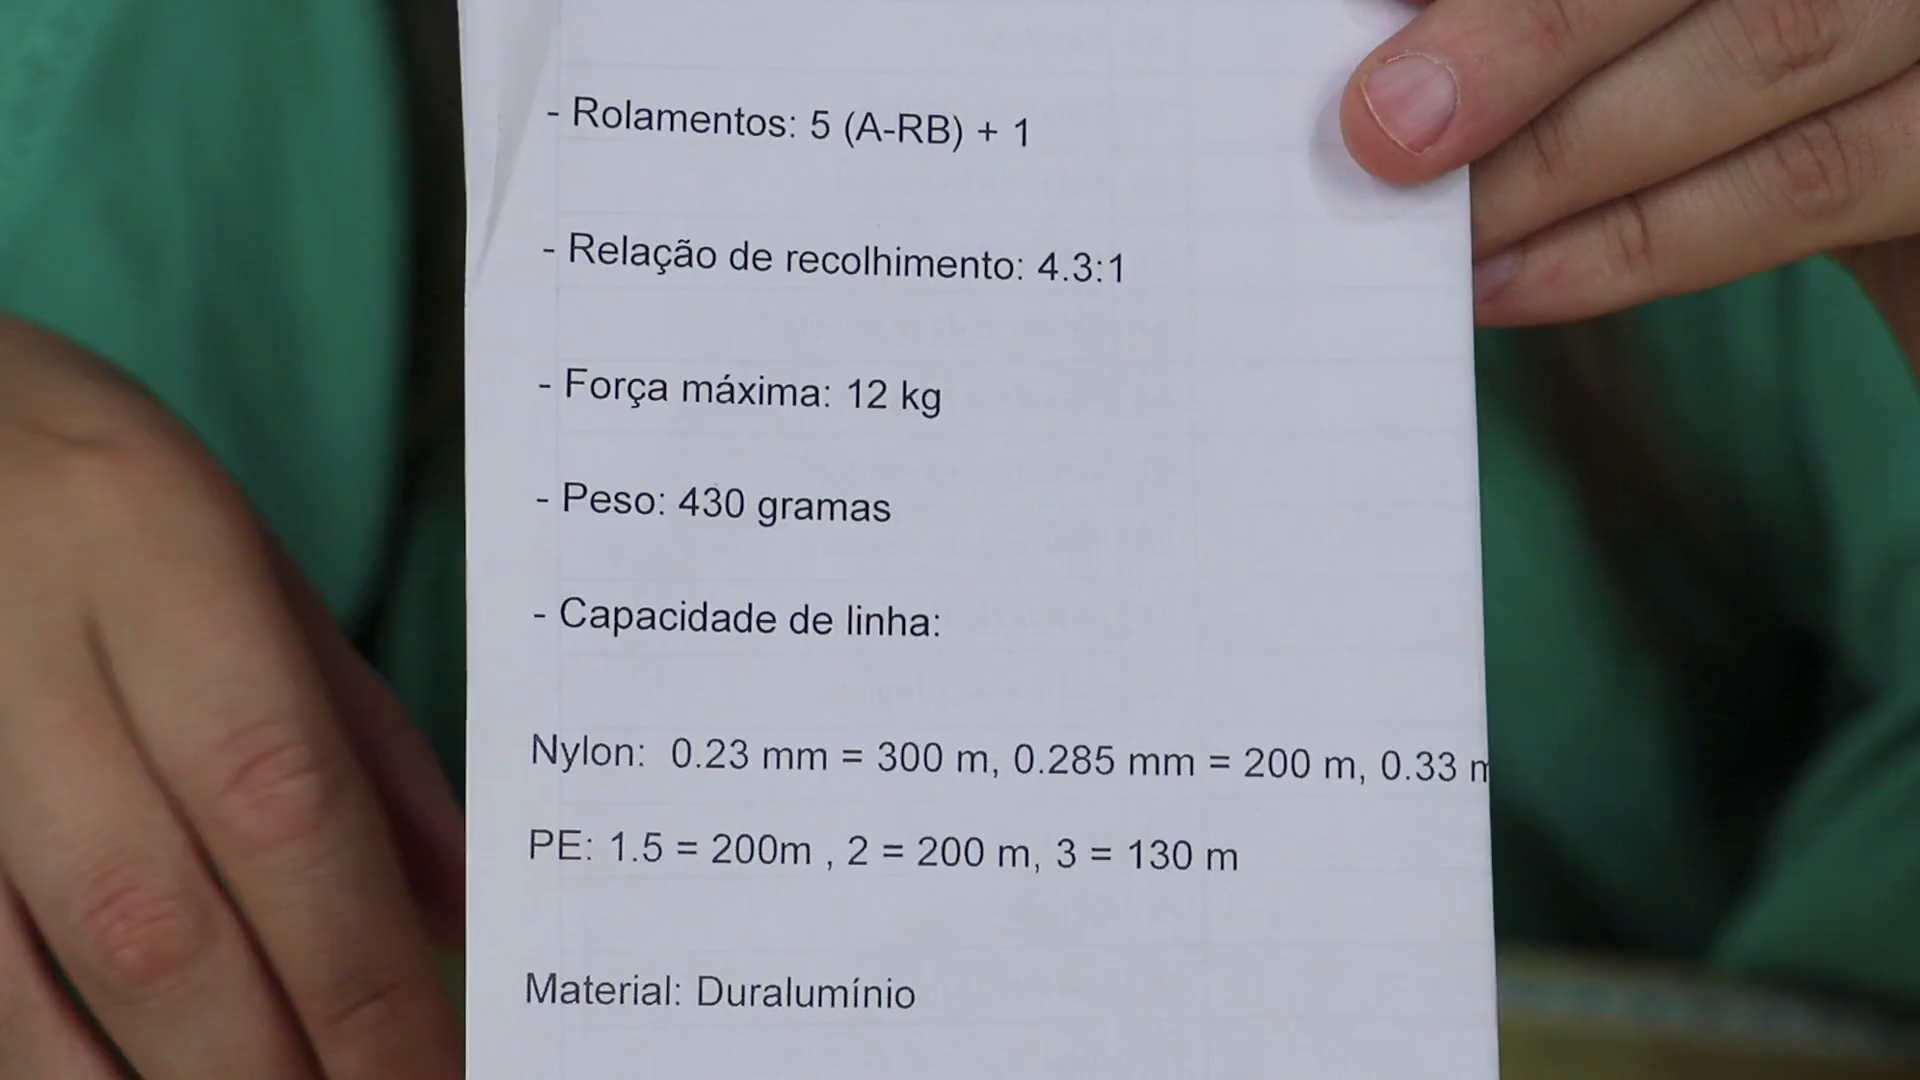 - Rolamentos: 5 (A-RB) + 1
- Relação de recolhimento: 4.3:1
- Força máxima: 12 kg
- Peso: 430 gramas
- Capacidade de linha:
Nylon: 0.23 mm = 300 m, 0.285 mm = 200 m, 0.33
PE: 1.5 = 200m , 2 = 200 m, 3 = 130 m
Material: Duralumínio